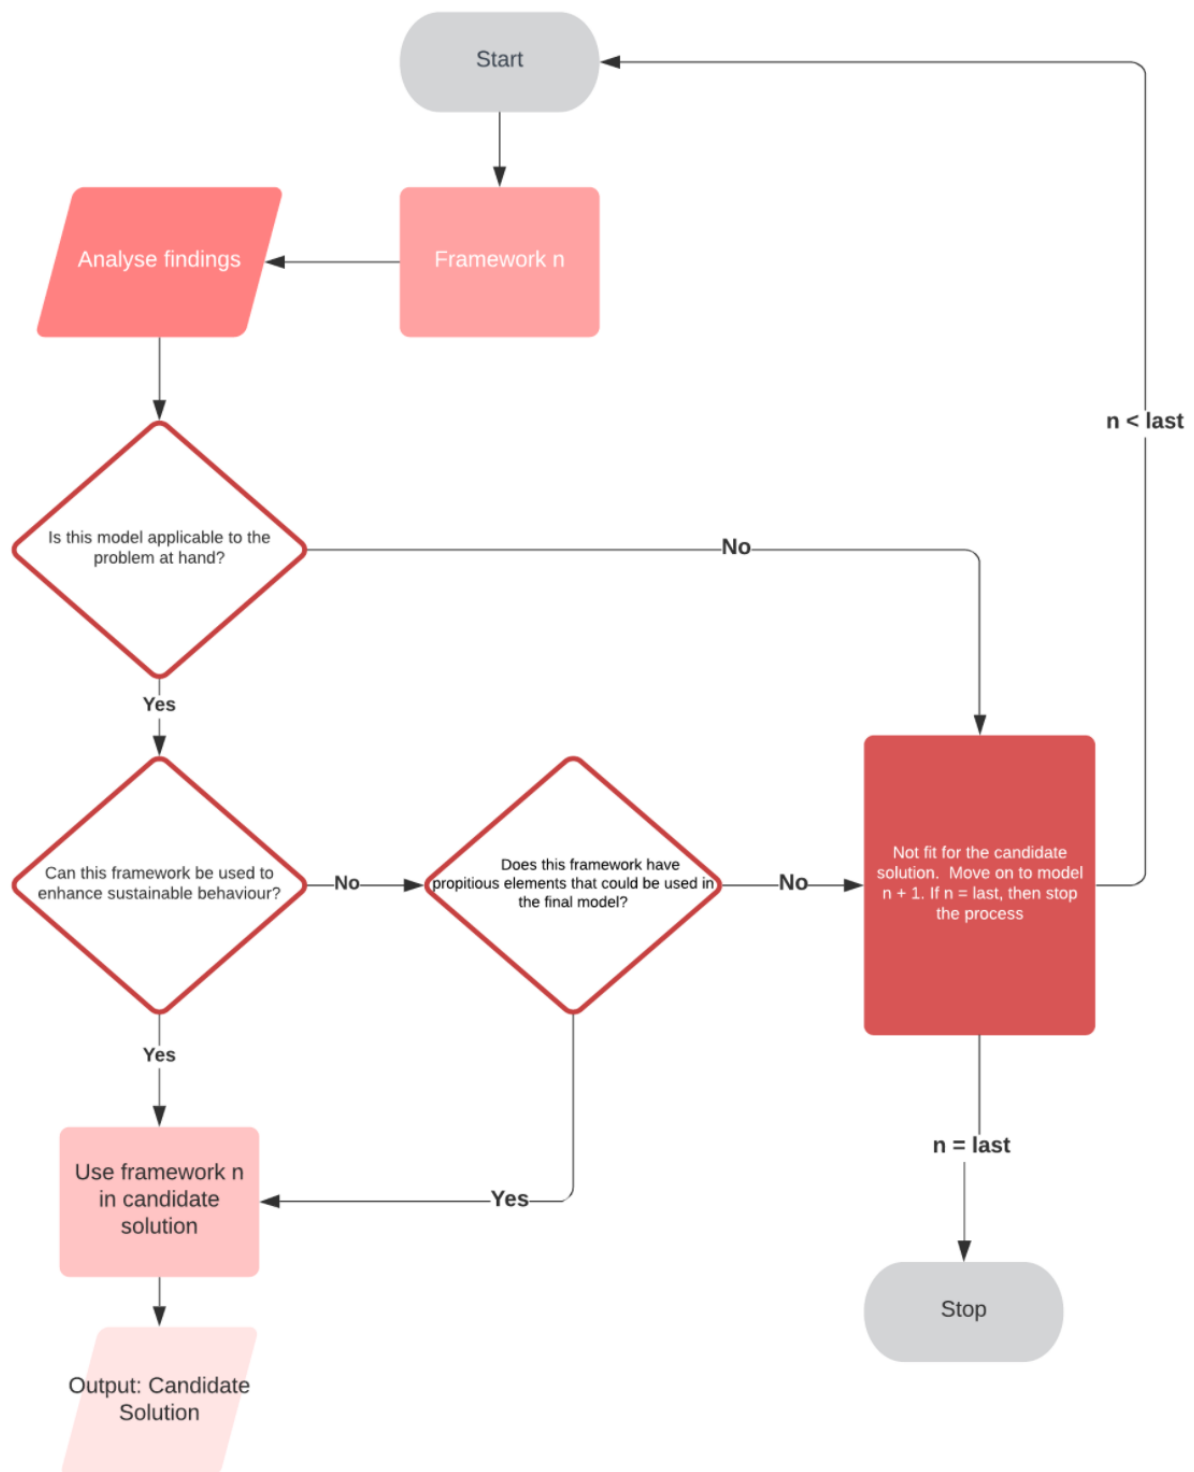 Start
Analyse findings
Framework n
n < last
Is this model applicable to the
problem at hand?
No
Yes
Can this framework be used to
enhance sustainable behaviour?
No
Does this framework have
propitious elements that could be used in
the final model?
No
Not fit for the candidate
solution. Move on to model
n + 1. If n = last, then stop
the process
Yes
n = last
Use framework n
in candidate
solution
Yes
Stop
Output: Candidate
Solution